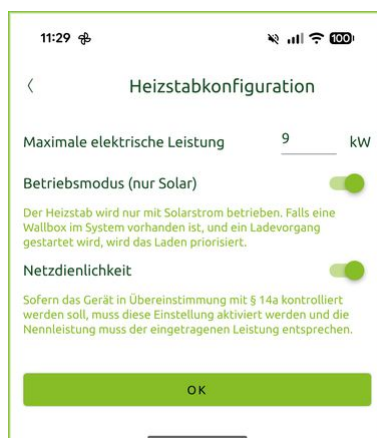 11:29 100
Heizstabkonfiguration
Maximale elektrische Leistung 9 kW
Betriebsmodus (nur Solar)
Der Heizstab wird nur mit Solarstrom betrieben. Falls eine
Wallbox im System vorhanden ist, und ein Ladevorgang
gestartet wird, wird das Laden priorisiert.
Netzdienlichkeit
Sofern das Gerät in Übereinstimmung mit § 14a kontrolliert
werden soll, muss diese Einstellung aktiviert werden und die
Nennleistung muss der eingetragenen Leistung entsprechen.
OK